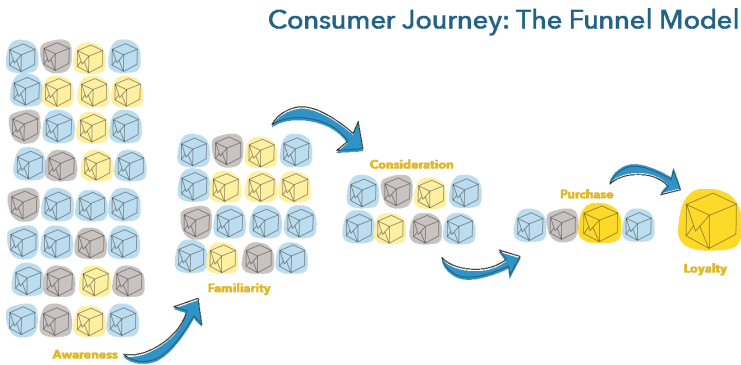 Consumer Journey: The Funnel Model
Consideration
Purchase
Loyalty
Familiarity
Awareness